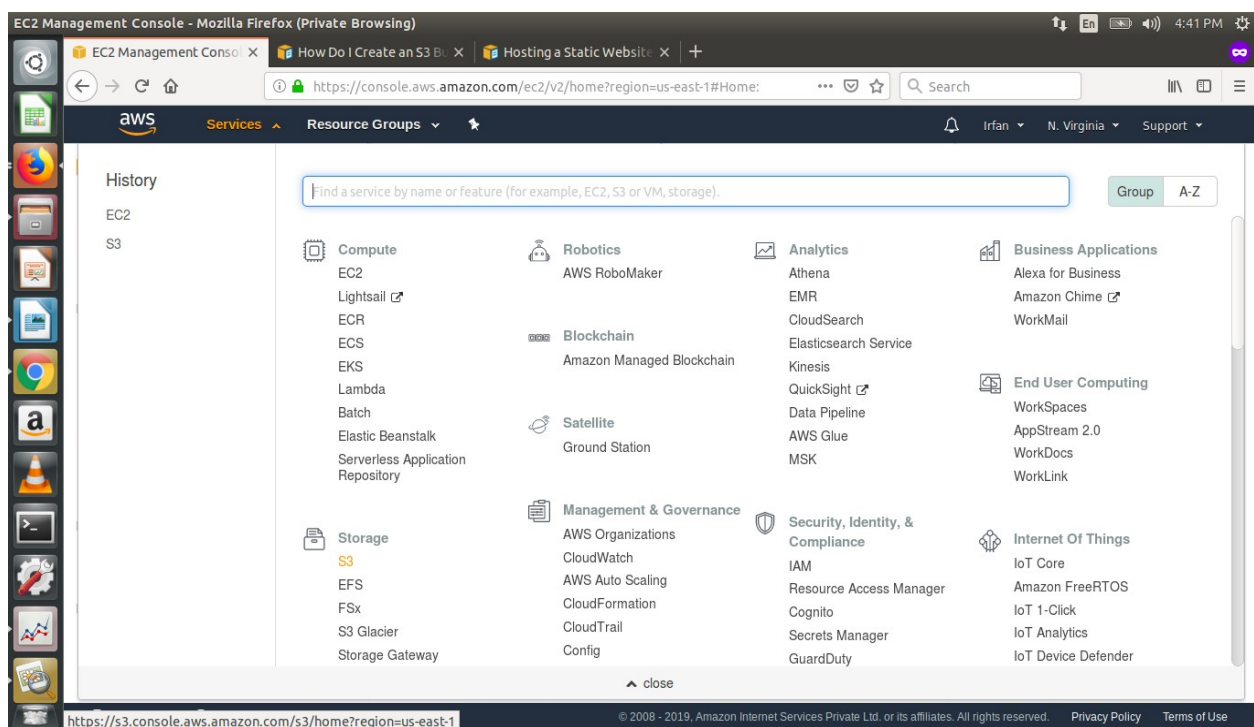 EC2 Management Console - Mozilla Firefox (Private Browsing)
En
4:41 PM
EC2 Management Consol
How Do I Create an S3 Bu
Hosting a Static Website
https://console.aws.amazon.com/ec2/v2/home?region=us-east-1#Home:
Search
aws
Services
Resource Groups
Irfan
N. Virginia
Support
History
EC2
S3
Find a service by name or feature (for example, EC2, S3 or VM, storage).
Group
A-Z
Compute
EC2
Lightsail
ECR
ECS
EKS
Lambda
Batch
Elastic Beanstalk
Serverless Application
Repository
Storage
S3
EFS
FSx
S3 Glacier
Storage Gateway
Robotics
AWS RoboMaker
Blockchain
Amazon Managed Blockchain
Satellite
Ground Station
Management & Governance
AWS Organizations
CloudWatch
AWS Auto Scaling
CloudFormation
CloudTrail
Config
Analytics
Athena
EMR
CloudSearch
Elasticsearch Service
Kinesis
QuickSight
Data Pipeline
AWS Glue
MSK
Security, Identity, &
Compliance
IAM
Resource Access Manager
Cognito
Secrets Manager
GuardDuty
Business Applications
Alexa for Business
Amazon Chime
WorkMail
End User Computing
WorkSpaces
AppStream 2.0
WorkDocs
WorkLink
Internet Of Things
IoT Core
Amazon FreeRTOS
IoT 1-Click
IoT Analytics
IoT Device Defender
close
https://s3.console.aws.amazon.com/s3/home?region=us-east-1
© 2008 - 2019, Amazon Internet Services Private Ltd. or its affiliates. All rights reserved.
Privacy Policy
Terms of Use